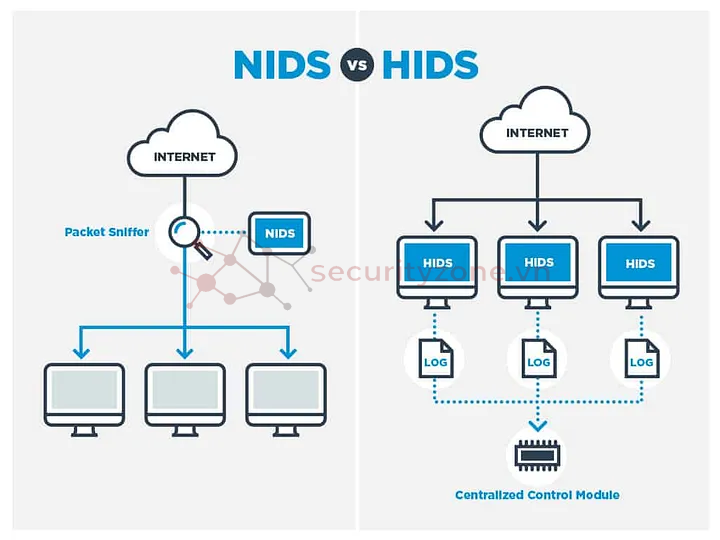 NIDS vs HIDS
INTERNET
Packet Sniffer
NIDS
INTERNET
HIDS
HIDS
HIDS
securityzone.vn
LOG
LOG
LOG
Centralized Control Module